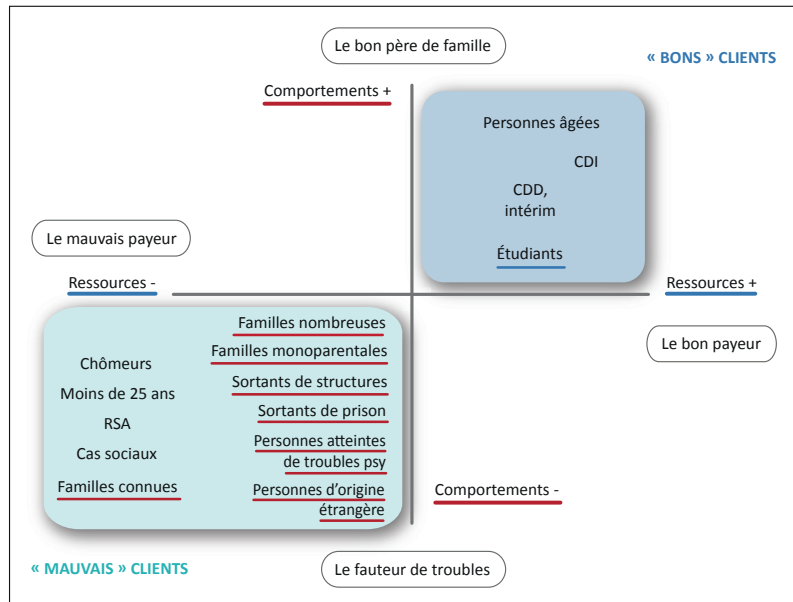 Le bon père de famille
« BONS » CLIENTS
Comportements +
Personnes âgées
CDI
CDD,
intérim
Étudiants
Le mauvais payeur
Ressources -
Ressources +
Le bon payeur
Familles nombreuses
Familles monoparentales
Sortants de structures
Sortants de prison
Personnes atteintes
de troubles psy
Personnes d'origine
étrangère
Chômeurs
Moins de 25 ans
RSA
Cas sociaux
Familles connues
Comportements -
« MAUVAIS » CLIENTS
Le fauteur de troubles